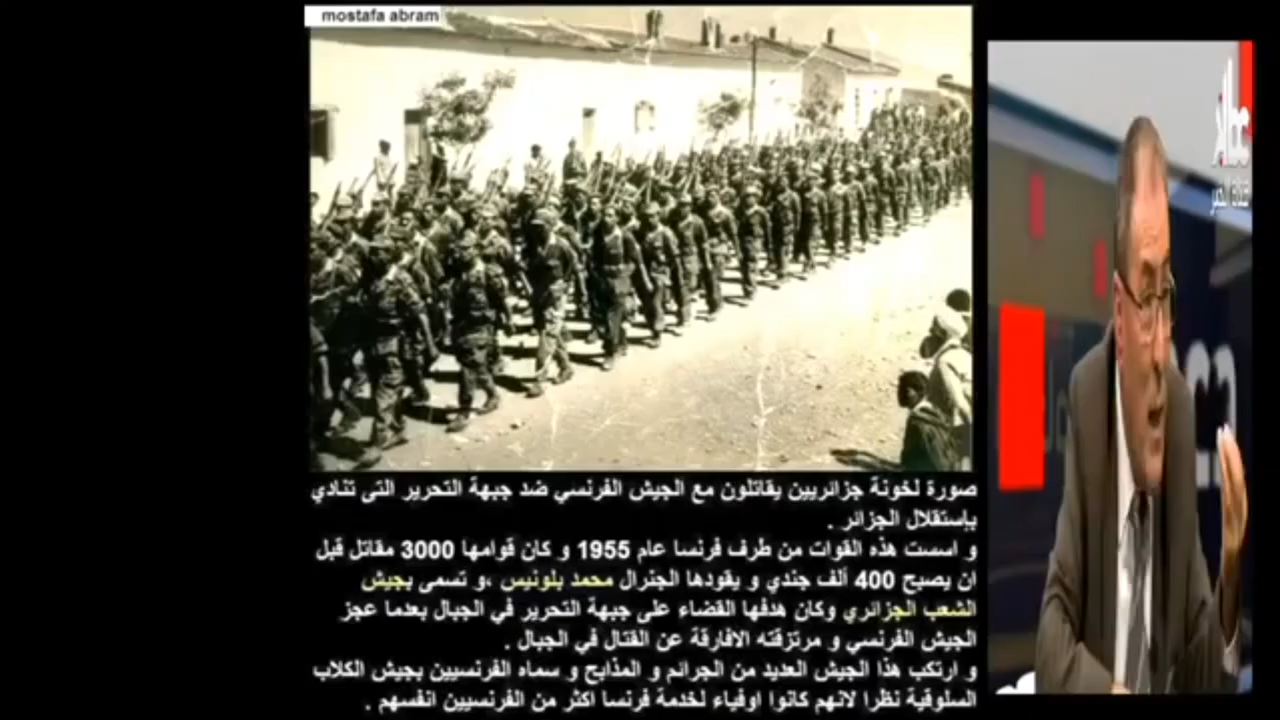 mostafa abram
صورة لخونة جزائريين يقاتلون مع الجيش الفرنسي ضد جبهة التحرير التى تنادي
بإستقلال الجزائر .
و اسست هذه القوات من طرف فرنسا عام 1955 و كان قوامها 3000 مقاتل قبل
ان يصبح 400 ألف جندي و يقودها الجنرال محمد بلونيس ،و تسمى بجيش
الشعب الجزائري وكان هدفها القضاء على جبهة التحرير في الجبال بعدما عجز
الجيش الفرنسي و مرتزقته الافارقة عن القتال في الجبال .
و ارتكب هذا الجيش العديد من الجرائم و المذابح و سماه الفرنسيين بجيش الكلاب
السلوقية نظرا لانهم كانوا اوفياء لخدمة فرنسا اكثر من الفرنسيين انفسهم .